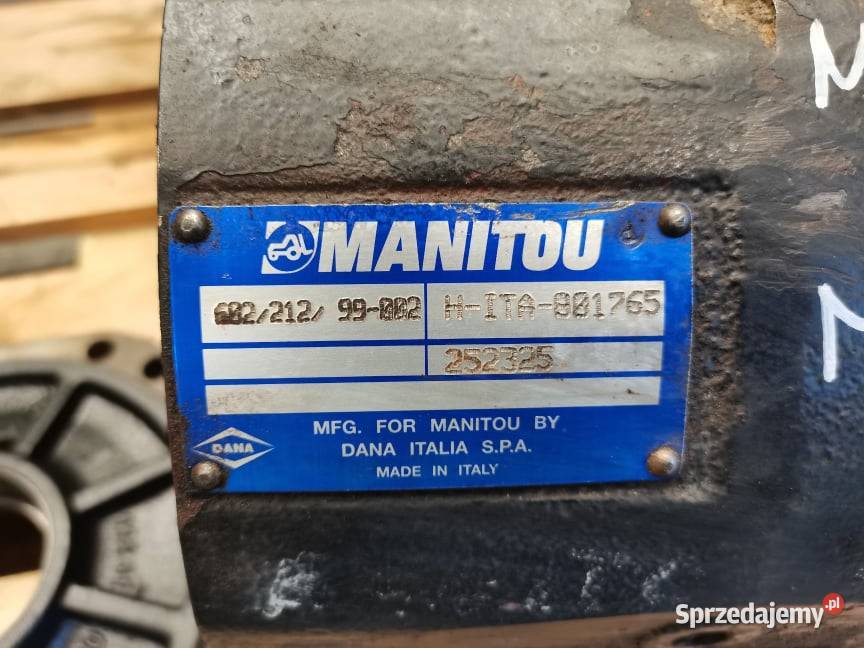 MANITOU
602/212/ 99-002 H-ITA-801765
252325
MFG. FOR MANITOU BY
DANA ITALIA S.P.A.
DANA
MADE IN ITALY
Sprzedajemy.pl